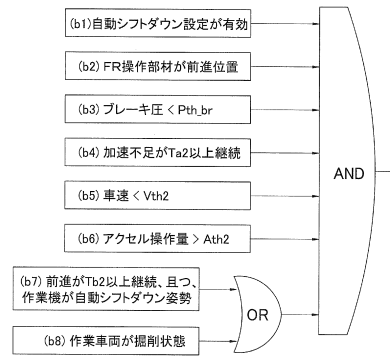 (b1)自動シフトダウン設定が有効
(b2) FR操作部材が前進位置
(b3) ブレーキ圧 < Pth_br
(b4) 加速不足がTa2以上継続
(b5) 車速 < Vth2
(b6) アクセル操作量 > Ath2
AND
(b7) 前進がTb2以上継続、且つ、
作業機が自動シフトダウン姿勢
OR
(b8) 作業車両が掘削状態